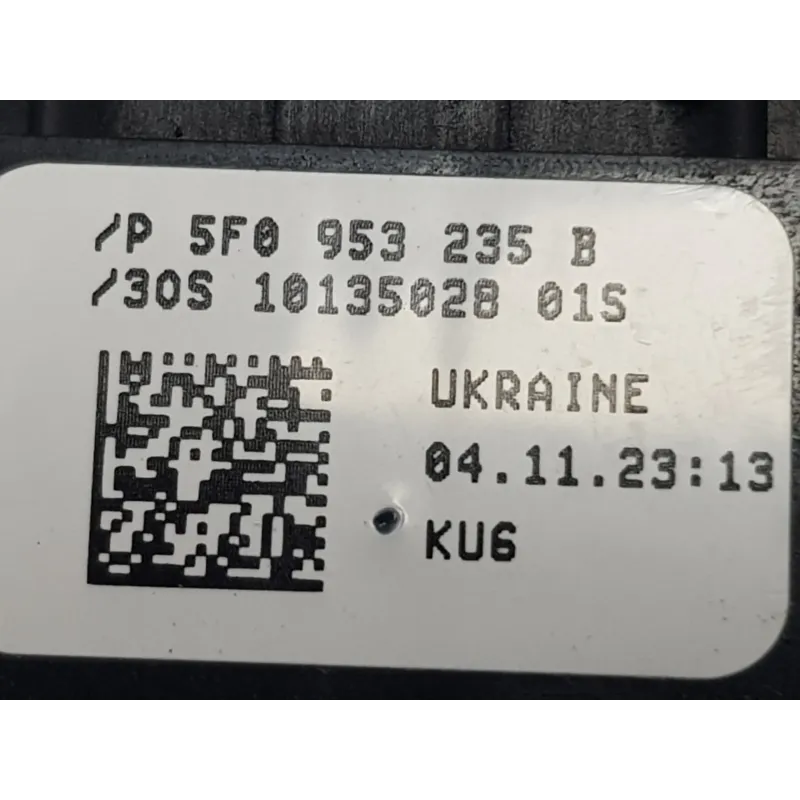 /P 5F0 953 235 B
/30S 10135028 01S
UKRAINE
04.11.23:13
KU6